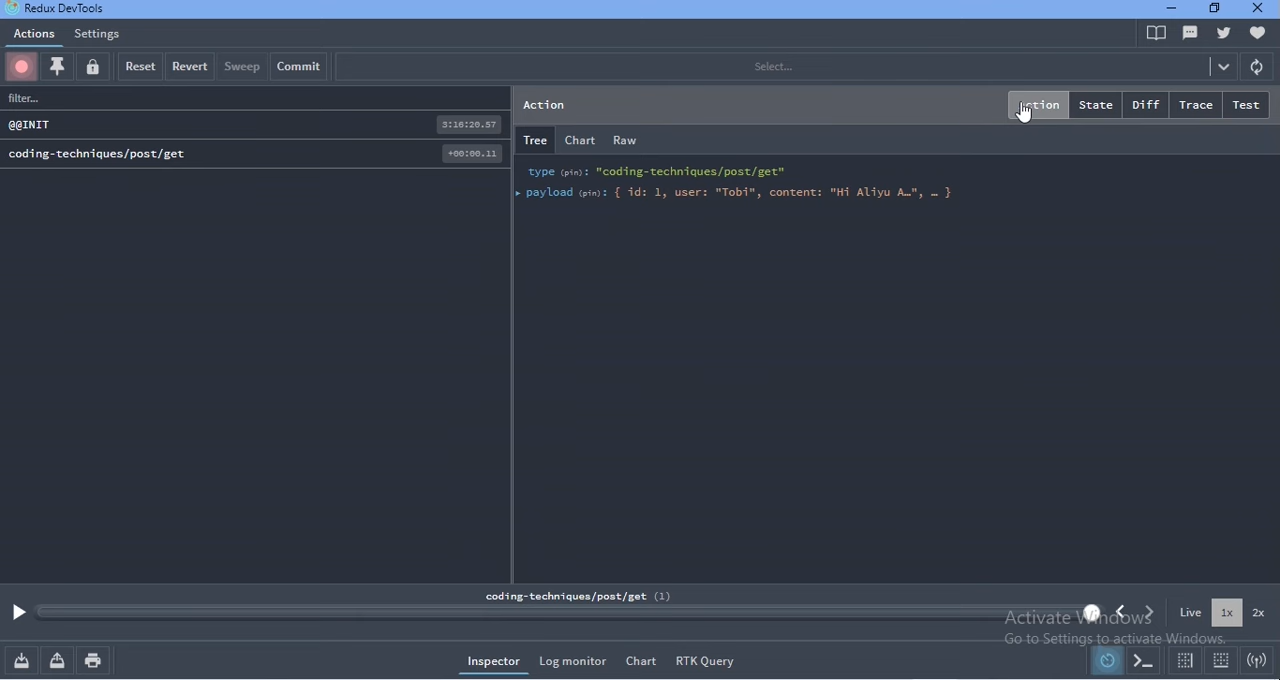 Redux DevTools
Actions Settings
Reset Revert Sweep Commit Select...
filter...
@@INIT 3:16:20.57
coding-techniques/post/get +00:00.11
Action State Diff Trace Test
Tree Chart Raw
type (pin): "coding-techniques/post/get"
payload (pin): { id: 1, user: "Tobi", content: "Hi Aliyu A…", … }
coding-techniques/post/get (1)
Live 1x 2x
Activate Windows
Go to Settings to activate Windows.
Inspector Log monitor Chart RTK Query